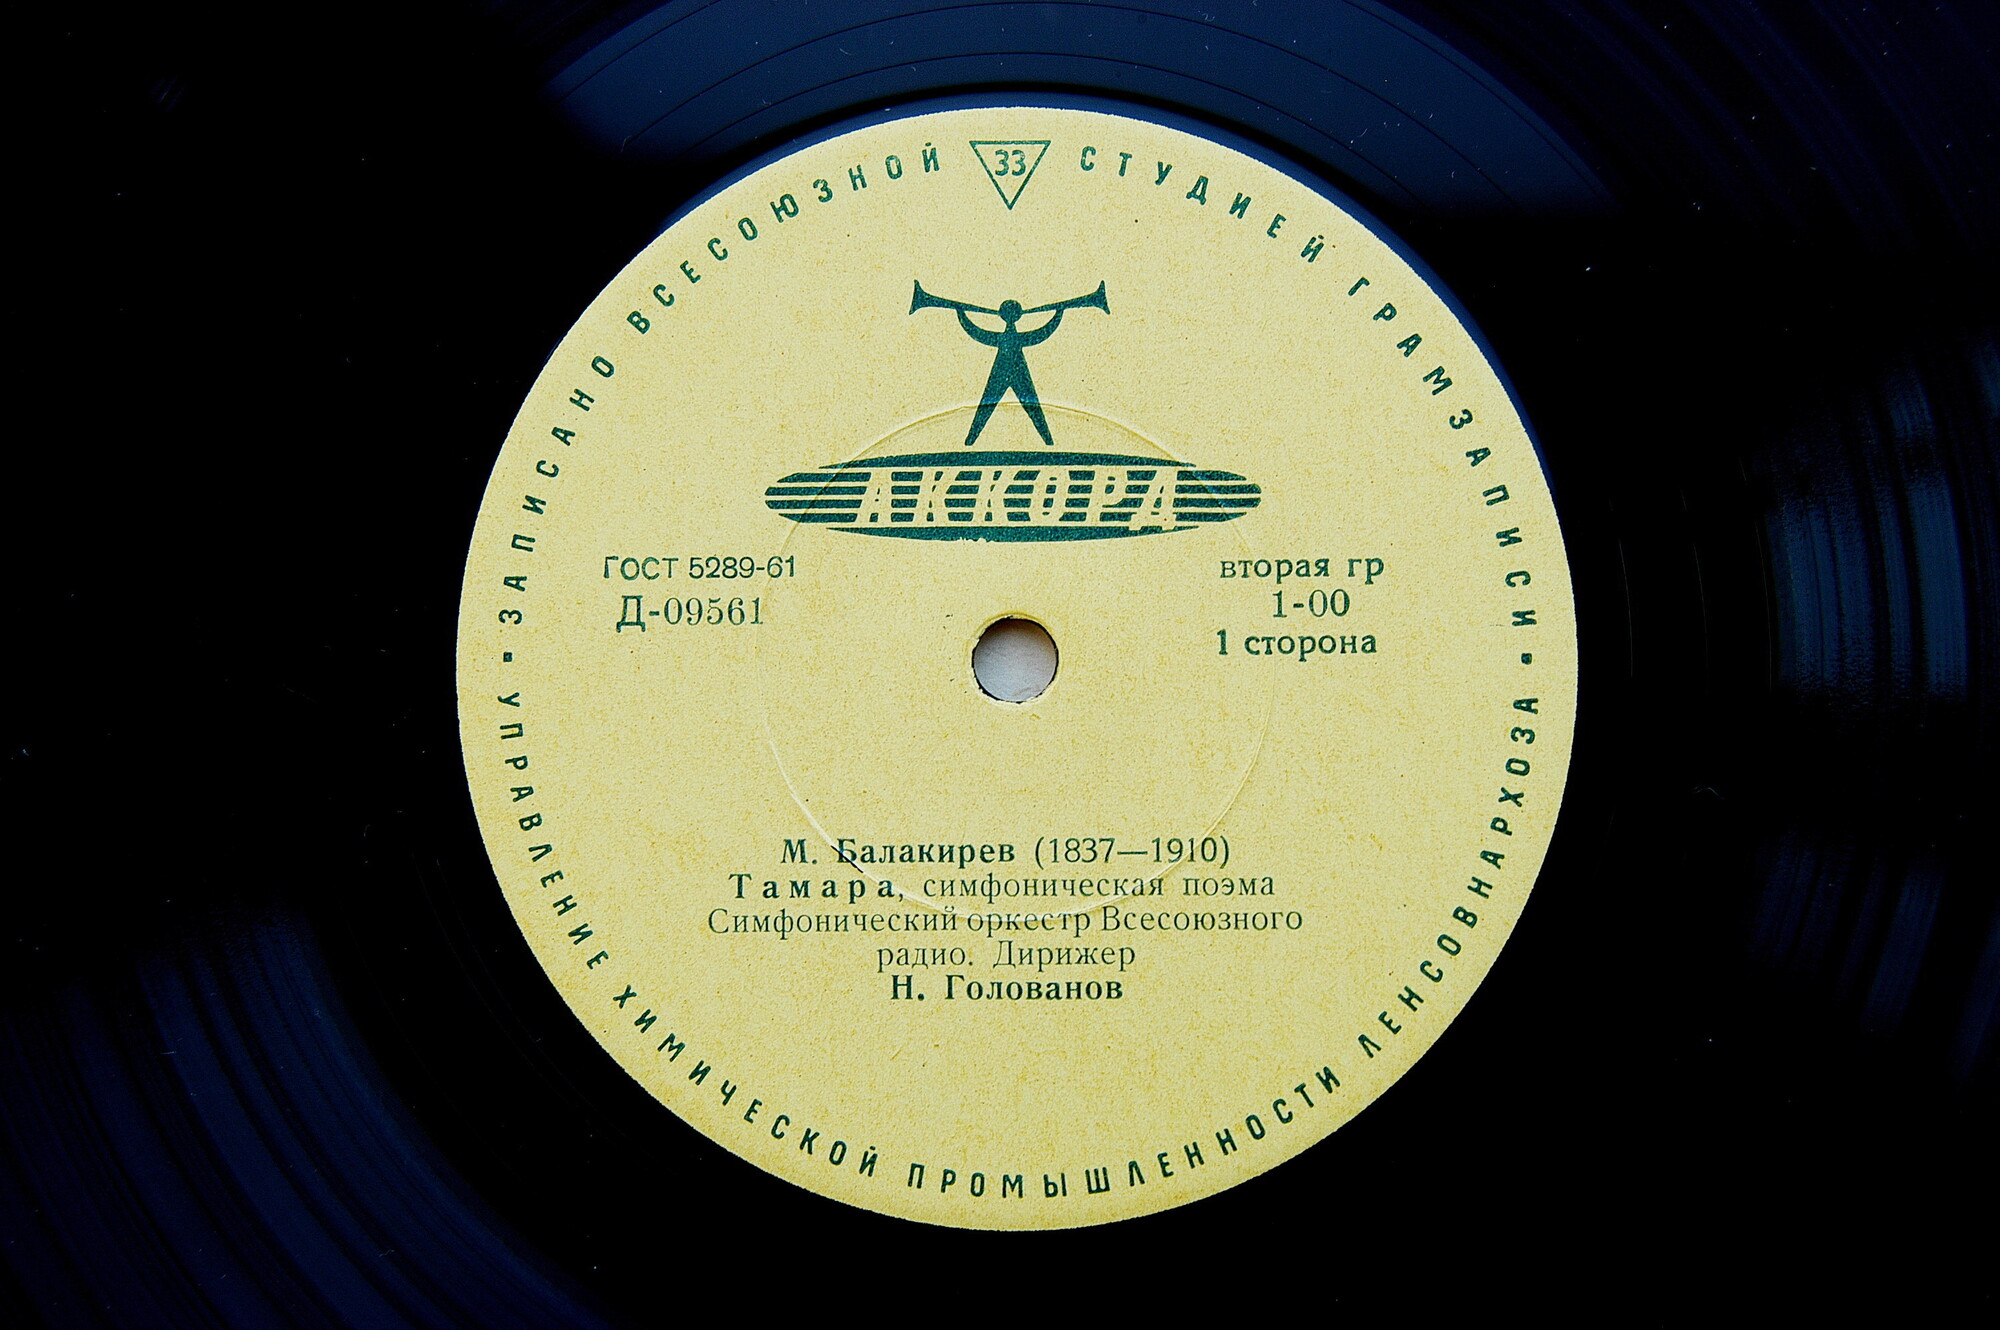 ЗАПИСАНО ВСЕСОЮЗНОЙ 33 СТУДИЕЙ ГРАМЗАПИСИ
АККОРД
ГОСТ 5289-61
Д-09561
вторая гр
1-00
1 сторона
М. Балакирев (1837—1910)
Тамара, симфоническая поэма
Симфонический оркестр Всесоюзного
радио. Дирижер
Н. Голованов
УПРАВЛЕНИЕ ХИМИЧЕСКОЙ ПРОМЫШЛЕННОСТИ ЛЕНСОВНАРХОЗА